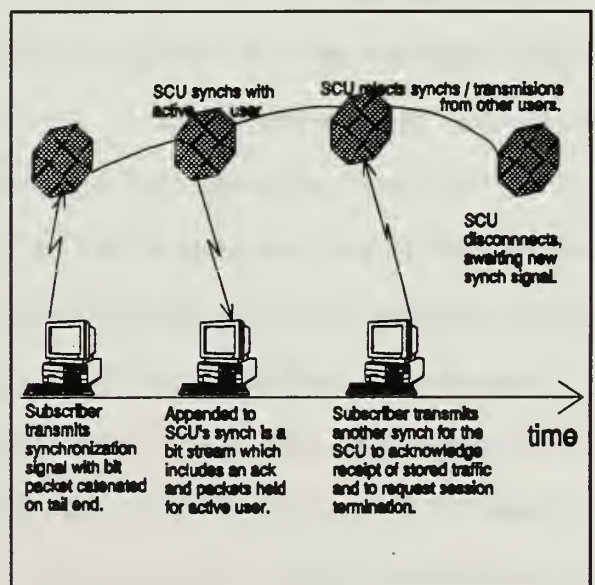 SCU synchs with
active user
SCU rejects synchs / transmisions
from other users.
SCU
disconnnects,
awaiting new
synch signal.
Subscriber
transmits
synchronization
signal with bit
packet catenated
on tail end.
Appended to
SCU's synch is a
bit stream which
includes an ack
and packets held
for active user.
Subscriber transmits
another synch for the
SCU to acknowledge
receipt of stored traffic
and to request session
termination.
time